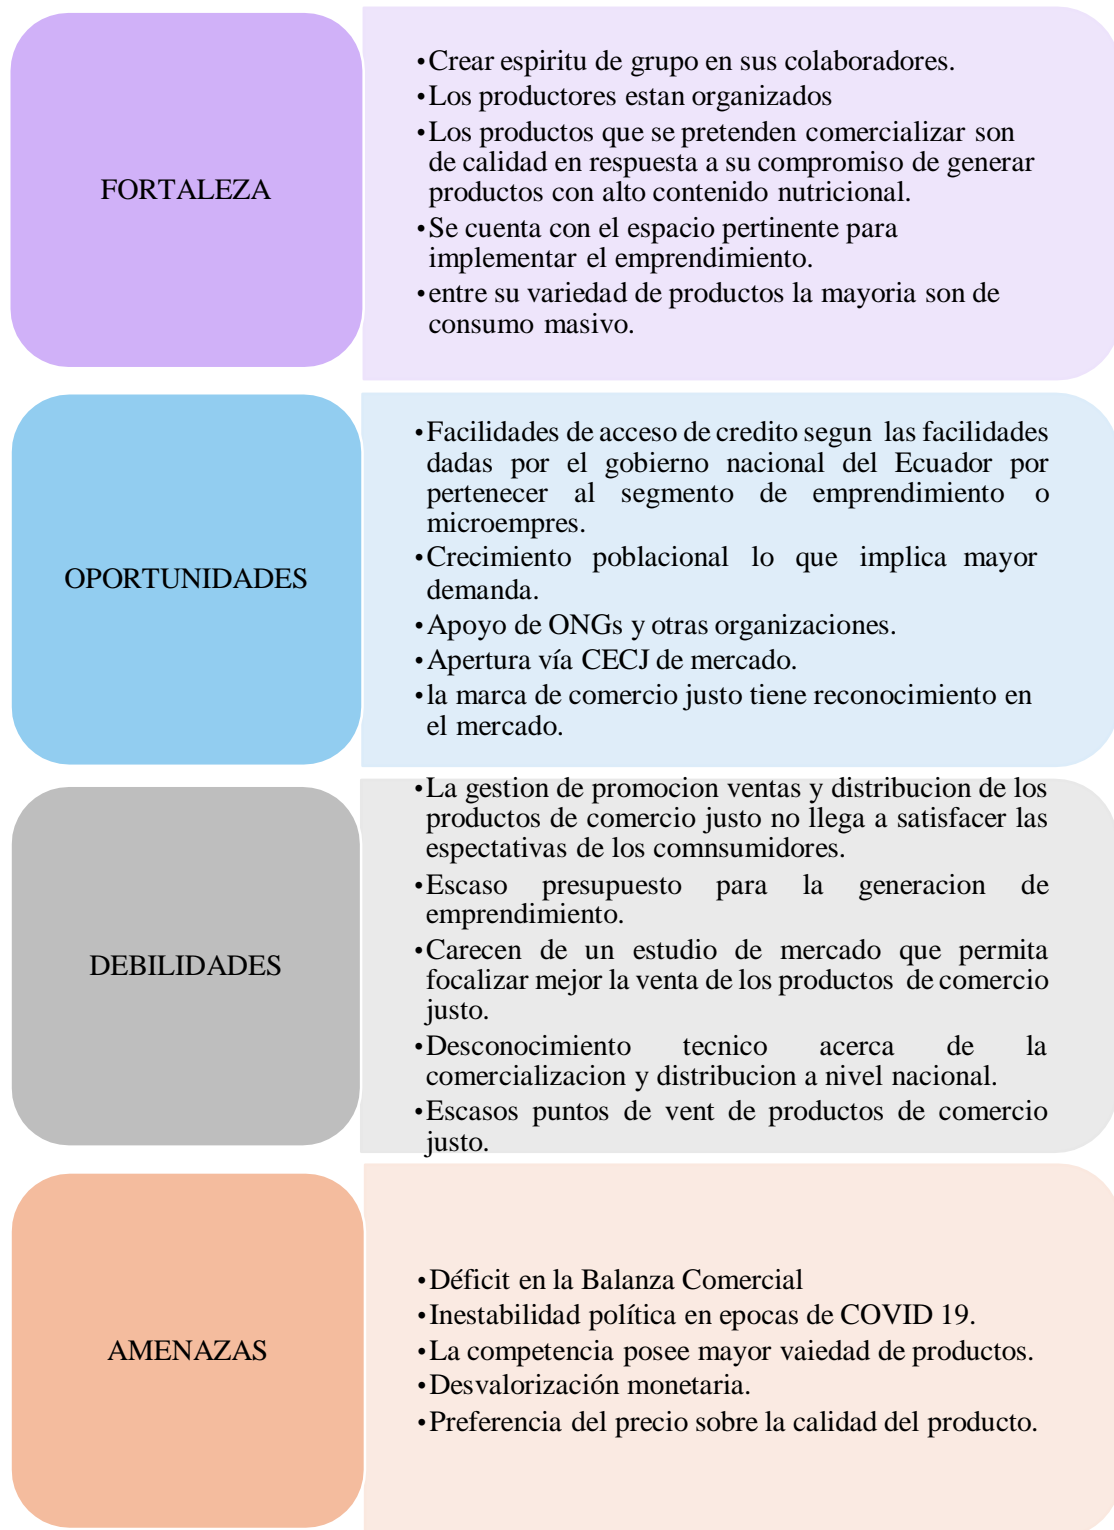 FORTALEZA
•Crear espiritu de grupo en sus colaboradores.
•Los productores estan organizados
•Los productos que se pretenden comercializar son
de calidad en respuesta a su compromiso de generar
productos con alto contenido nutricional.
•Se cuenta con el espacio pertinente para
implementar el emprendimiento.
•entre su variedad de productos la mayoria son de
consumo masivo.
OPORTUNIDADES
•Facilidades de acceso de credito segun las facilidades
dadas por el gobierno nacional del Ecuador por
pertenecer al segmento de emprendimiento o
microempres.
•Crecimiento poblacional lo que implica mayor
demanda.
•Apoyo de ONGs y otras organizaciones.
•Apertura vía CECJ de mercado.
•la marca de comercio justo tiene reconocimiento en
el mercado.
DEBILIDADES
•La gestion de promocion ventas y distribucion de los
productos de comercio justo no llega a satisfacer las
espectativas de los comnsumidores.
•Escaso presupuesto para la generacion de
emprendimiento.
•Carecen de un estudio de mercado que permita
focalizar mejor la venta de los productos de comercio
justo.
•Desconocimiento tecnico acerca de la
comercializacion y distribucion a nivel nacional.
•Escasos puntos de vent de productos de comercio
justo.
AMENAZAS
•Déficit en la Balanza Comercial
•Inestabilidad política en epocas de COVID 19.
•La competencia posee mayor vaiedad de productos.
•Desvalorización monetaria.
•Preferencia del precio sobre la calidad del producto.